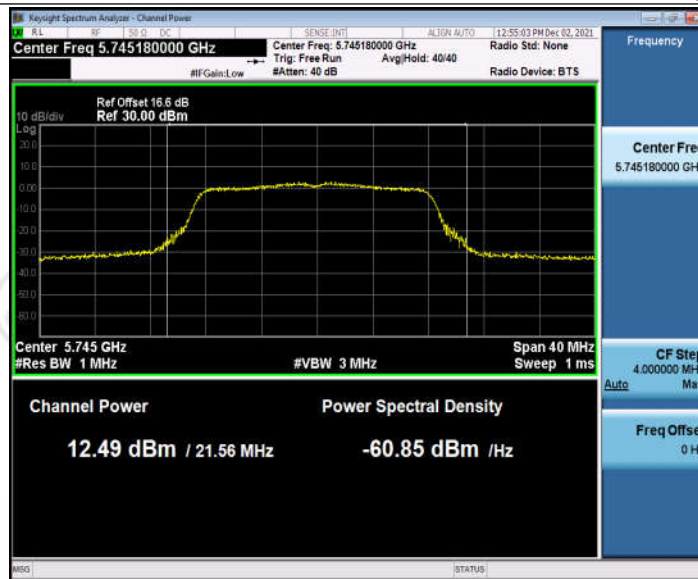 Keysight Spectrum Analyzer - Channel Power
RL RF 50 Ω DC SENSE:INT ALIGN AUTO 12:55:03 PM Dec 02, 2021
Center Freq 5.745180000 GHz
Center Freq: 5.745180000 GHz
Radio Std: None
Trig: Free Run Avg|Hold: 40/40
#IFGain:Low
#Atten: 40 dB
Radio Device: BTS
Ref Offset 16.6 dB
10 dB/div Ref 30.00 dBm
Log
20.0
10.0
0.00
-10.0
-20.0
-30.0
-40.0
-50.0
-60.0
Center 5.745 GHz Span 40 MHz
#Res BW 1 MHz #VBW 3 MHz Sweep 1 ms
Channel Power Power Spectral Density
12.49 dBm / 21.56 MHz -60.85 dBm /Hz
Frequency
Center Fre
5.745180000 GH
CF Step
4.000000 MH
Auto Ma
Freq Offse
0 H
MSG STATUS